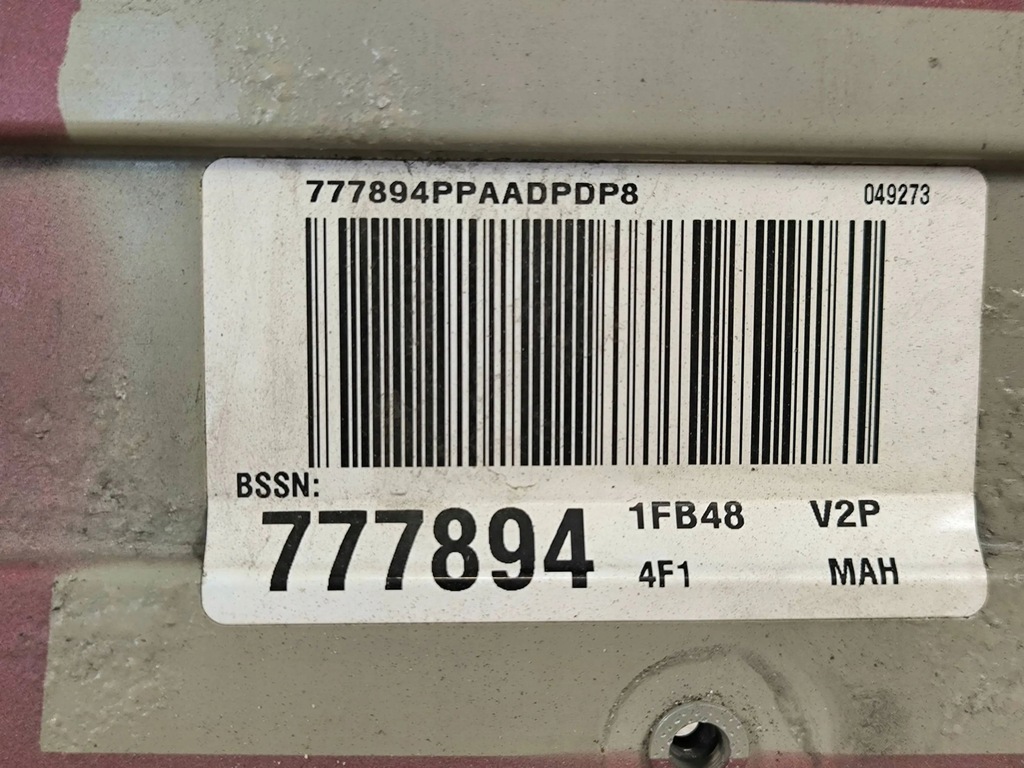 777894PPAADPDP8 049273
BSSN:
777894 1FB48 V2P
4F1 MAH